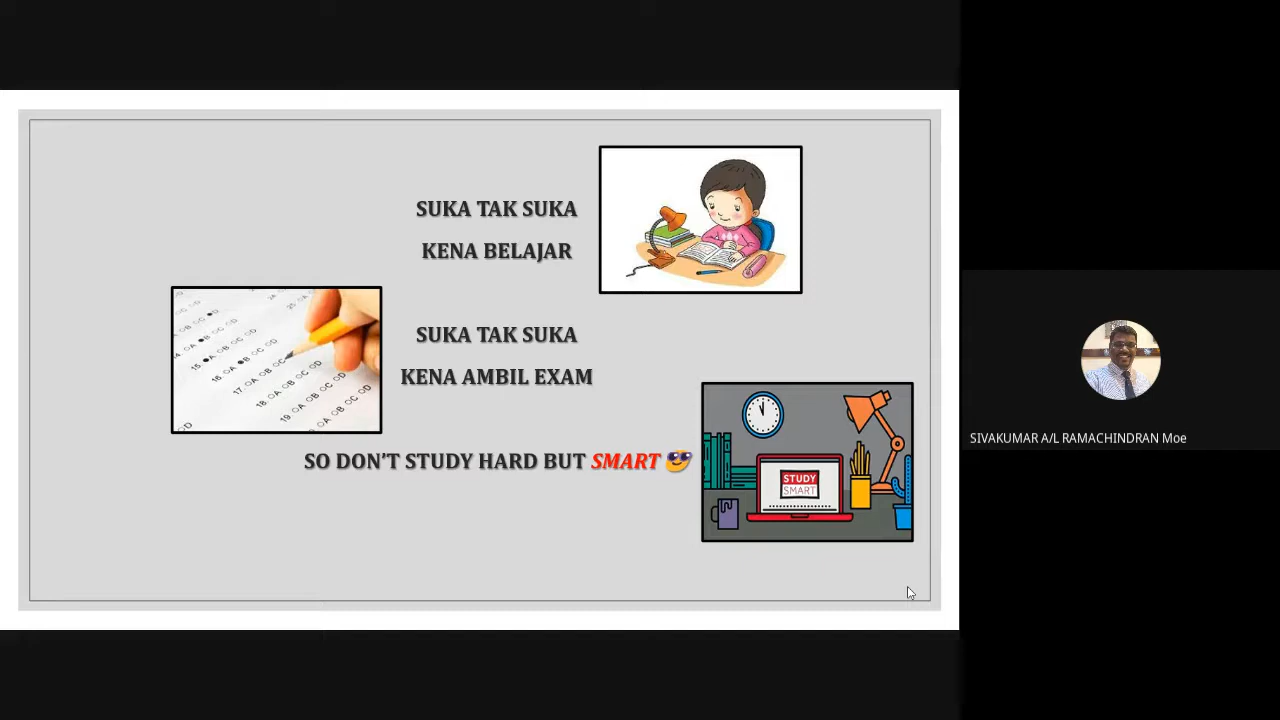 SUKA TAK SUKA
KENA BELAJAR
SUKA TAK SUKA
KENA AMBIL EXAM
SO DON'T STUDY HARD BUT SMART 😎
STUDY
SMART
SIVAKUMAR A/L RAMACHINDRAN Moe